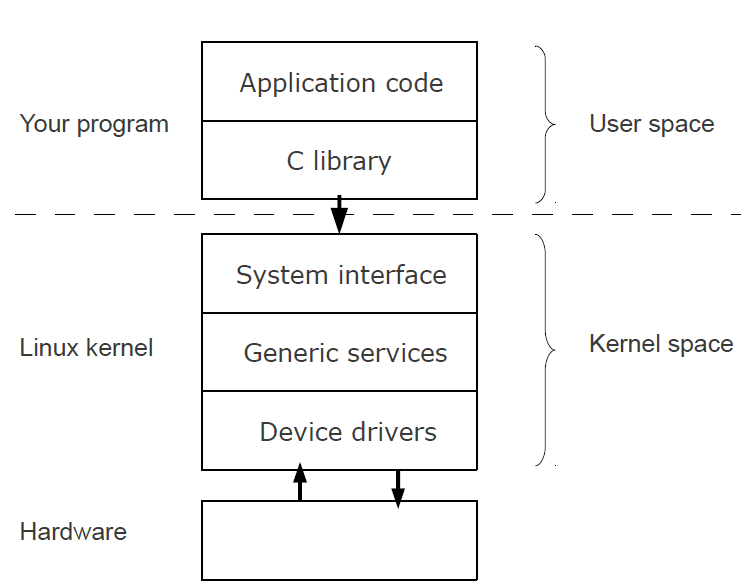 Application code
Your program
User space
C library
System interface
Linux kernel
Generic services
Kernel space
Device drivers
Hardware